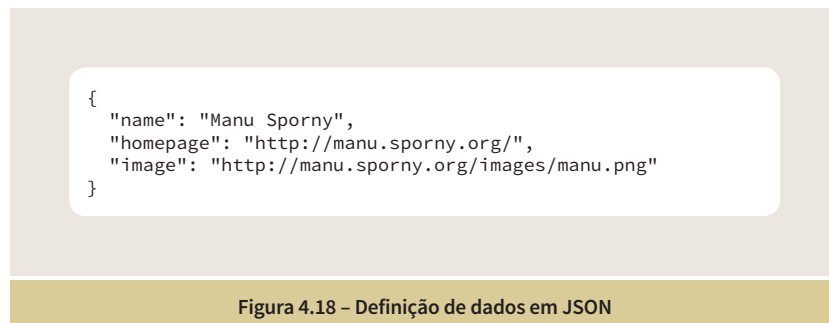 {
  "name": "Manu Sporny",
  "homepage": "http://manu.sporny.org/",
  "image": "http://manu.sporny.org/images/manu.png"
}
Figura 4.18 – Definição de dados em JSON